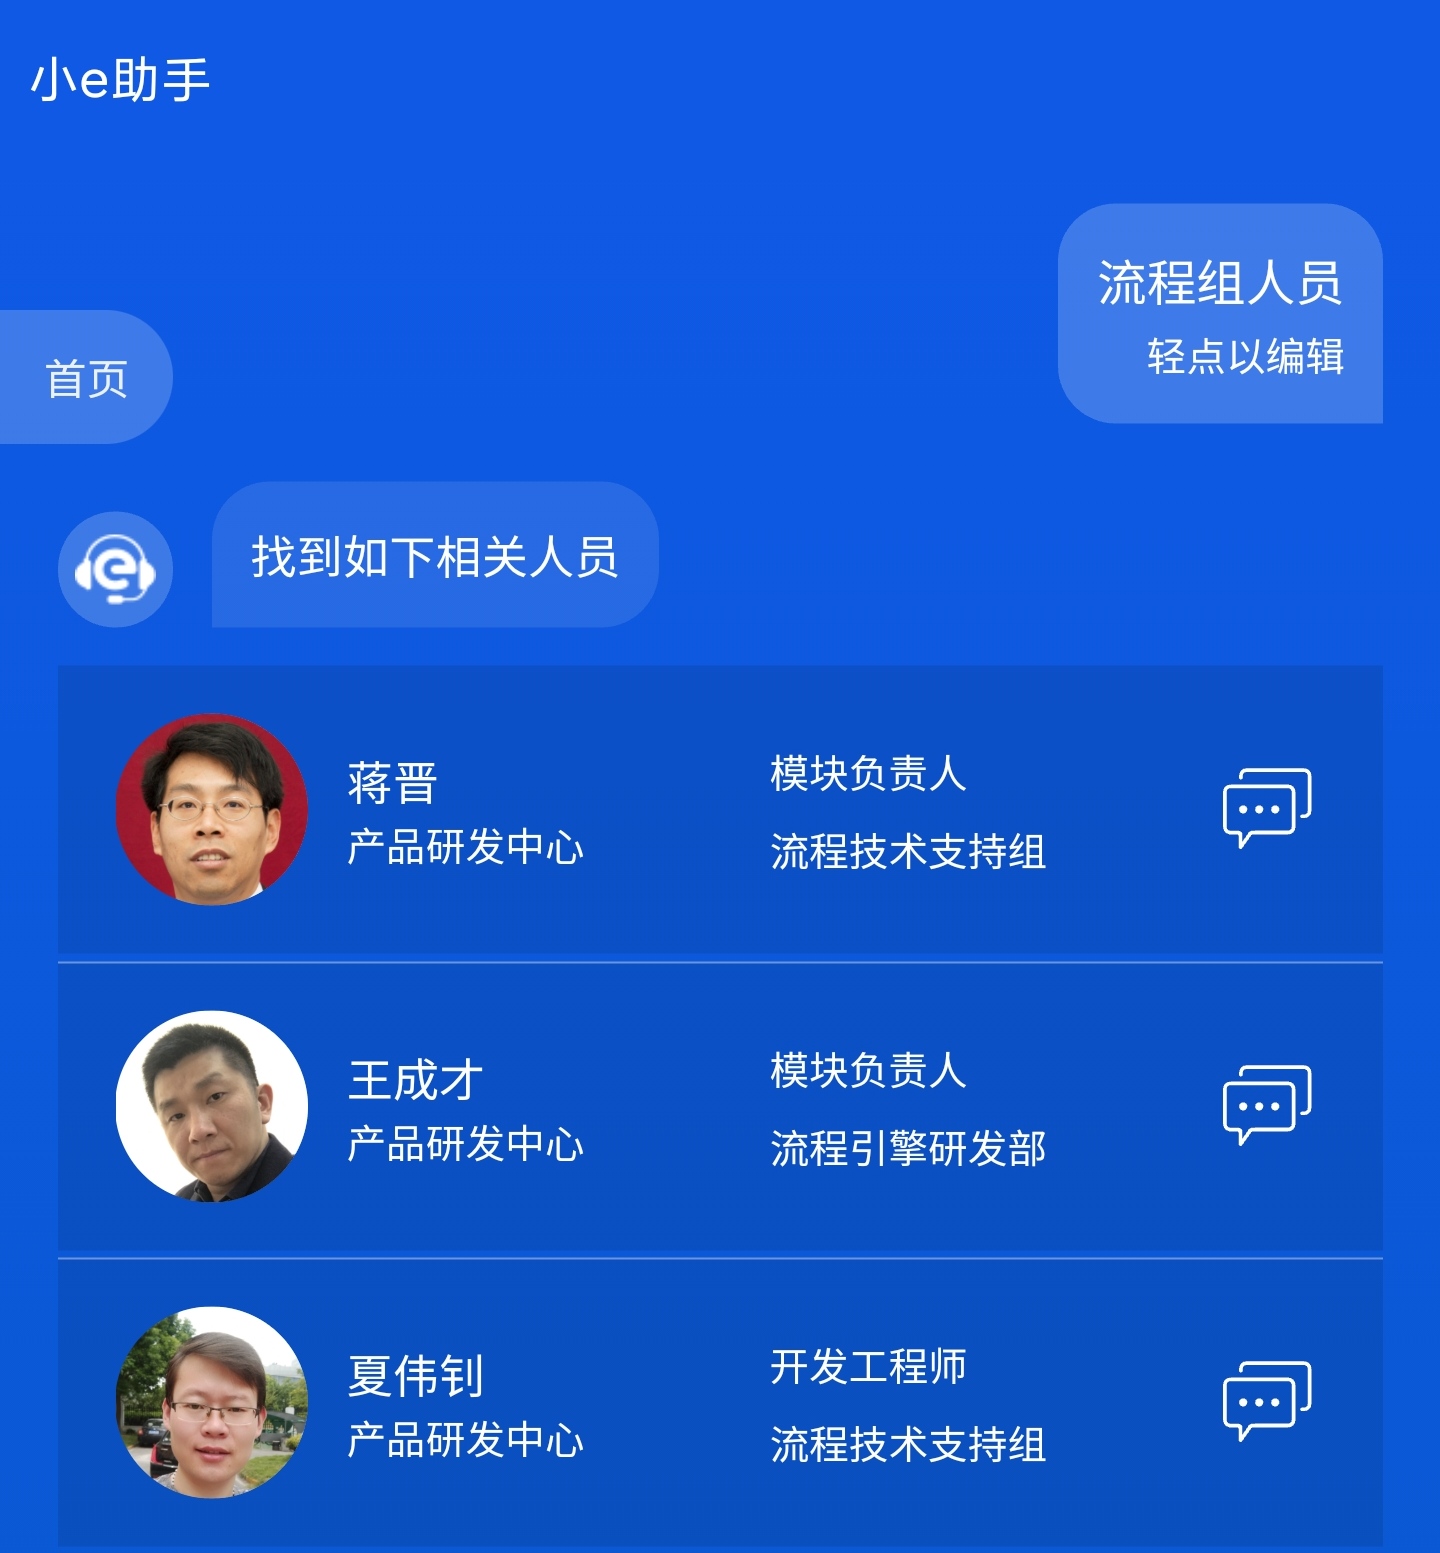 小e助手
流程组人员
轻点以编辑
首页
找到如下相关人员
蒋晋
产品研发中心
模块负责人
流程技术支持组
王成才
产品研发中心
模块负责人
流程引擎研发部
夏伟钊
产品研发中心
开发工程师
流程技术支持组